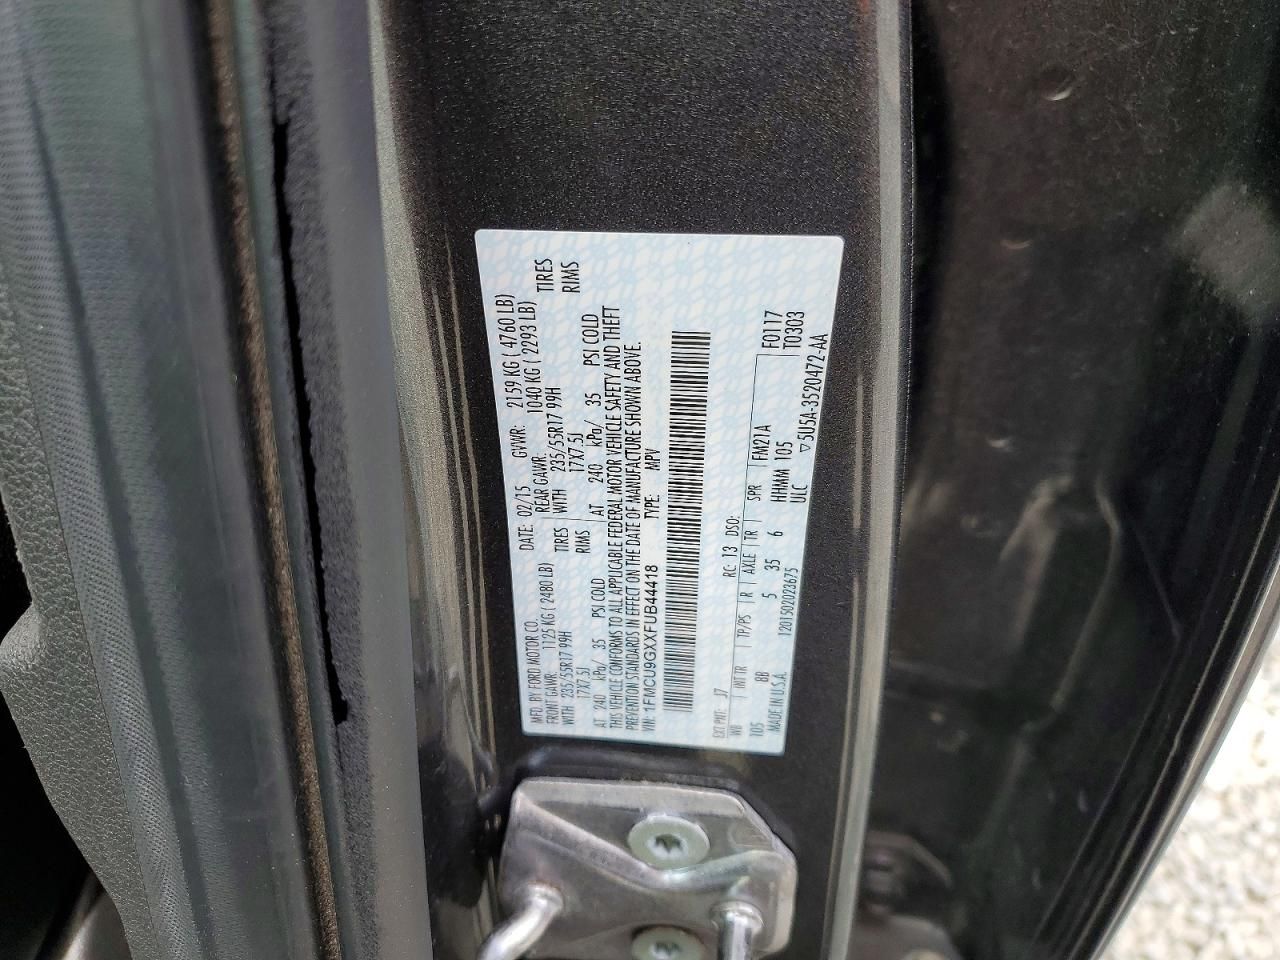 MFD. BY FORD MOTOR CO.
DATE: 02/15 GVWR: 2159 KG ( 4760 LB)
FRONT GAWR: 1125 KG ( 2480 LB) REAR GAWR: 1040 KG ( 2293 LB)
WITH 235/55R17 99H TIRES WITH 235/55R17 99H TIRES
17X7.5J RIMS 17X7.5J RIMS
AT 240 kPa/ 35 PSI COLD AT 240 kPa/ 35 PSI COLD
THIS VEHICLE CONFORMS TO ALL APPLICABLE FEDERAL MOTOR VEHICLE SAFETY AND THEFT
PREVENTION STANDARDS IN EFFECT ON THE DATE OF MANUFACTURE SHOWN ABOVE.
VIN: 1FMCU9GXXFUB44418 TYPE: MPV
EXT PNT: J7 RC: 13 DSO: F0117
WB INT TR TP/PS R AXLE TR SPR FM21A T0303
105 8B 5 35 6 HHMM 105
MADE IN U.S.A. 1201502023675 ULC ▽5U5A-3520472-AA